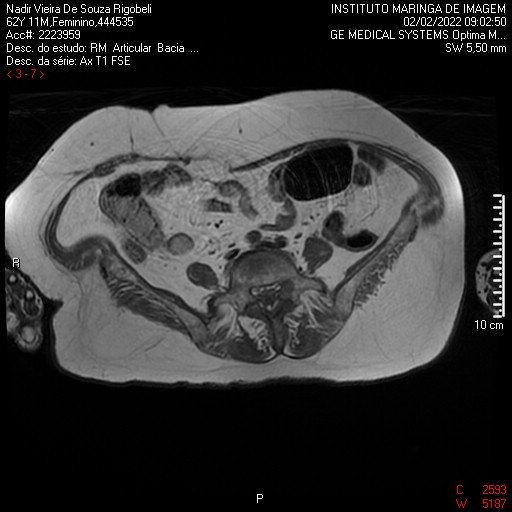 Nadir Vieira De Souza Rigobeli
62Y 11M,Feminino,444535
Acc#: 2223959
Desc. do estudo: RM Articular Bacia ...
Desc. da série: Ax T1 FSE
< 3 - 7 >
INSTITUTO MARINGA DE IMAGEM
02/02/2022 09:02:50
GE MEDICAL SYSTEMS Optima M...
SW 5,50 mm
R
10 cm
P
C 2593
W 5187